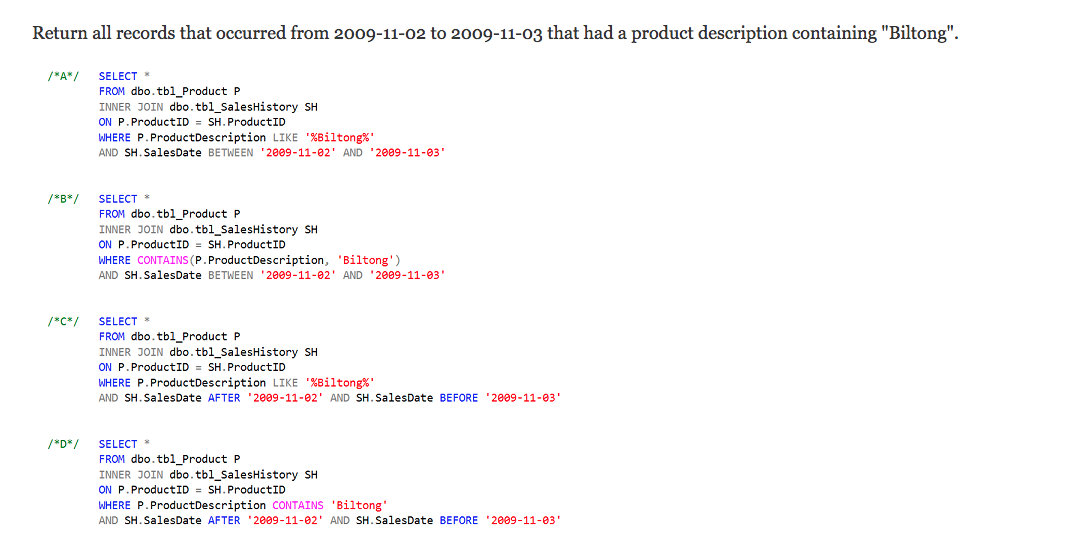 Return all records that occurred from 2009-11-02 to 2009-11-03 that had a product description containing "Biltong".
/*A*/ SELECT *
FROM dbo.tbl_Product P
INNER JOIN dbo.tbl_SalesHistory SH
ON P.ProductID = SH.ProductID
WHERE P.ProductDescription LIKE '%Biltong%'
AND SH.SalesDate BETWEEN '2009-11-02' AND '2009-11-03'
/*B*/ SELECT *
FROM dbo.tbl_Product P
INNER JOIN dbo.tbl_SalesHistory SH
ON P.ProductID = SH.ProductID
WHERE CONTAINS(P.ProductDescription, 'Biltong')
AND SH.SalesDate BETWEEN '2009-11-02' AND '2009-11-03'
/*C*/ SELECT *
FROM dbo.tbl_Product P
INNER JOIN dbo.tbl_SalesHistory SH
ON P.ProductID = SH.ProductID
WHERE P.ProductDescription LIKE '%Biltong%'
AND SH.SalesDate AFTER '2009-11-02' AND SH.SalesDate BEFORE '2009-11-03'
/*D*/ SELECT *
FROM dbo.tbl_Product P
INNER JOIN dbo.tbl_SalesHistory SH
ON P.ProductID = SH.ProductID
WHERE P.ProductDescription CONTAINS 'Biltong'
AND SH.SalesDate AFTER '2009-11-02' AND SH.SalesDate BEFORE '2009-11-03'